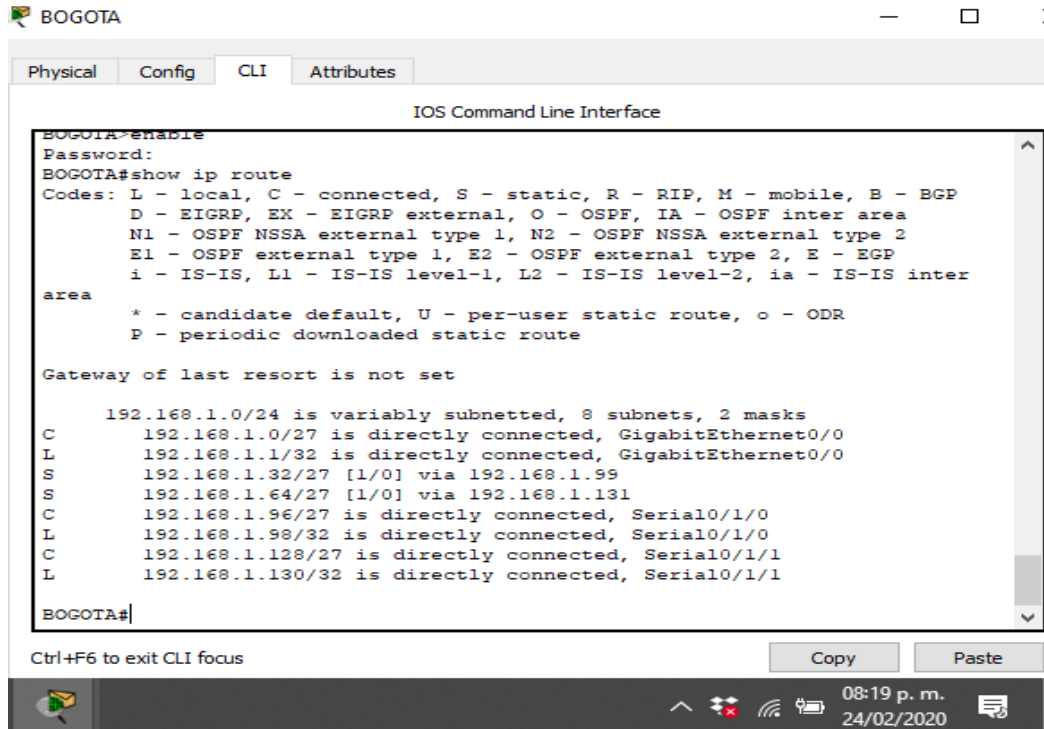 BOGOTA
Physical Config CLI Attributes
IOS Command Line Interface
BOGOTA>enable
Password:
BOGOTA#show ip route
Codes: L - local, C - connected, S - static, R - RIP, M - mobile, B - BGP
D - EIGRP, EX - EIGRP external, O - OSPF, IA - OSPF inter area
N1 - OSPF NSSA external type 1, N2 - OSPF NSSA external type 2
E1 - OSPF external type 1, E2 - OSPF external type 2, E - EGP
i - IS-IS, L1 - IS-IS level-1, L2 - IS-IS level-2, ia - IS-IS inter
area
* - candidate default, U - per-user static route, o - ODR
P - periodic downloaded static route
Gateway of last resort is not set
192.168.1.0/24 is variably subnetted, 8 subnets, 2 masks
C 192.168.1.0/27 is directly connected, GigabitEthernet0/0
L 192.168.1.1/32 is directly connected, GigabitEthernet0/0
S 192.168.1.32/27 [1/0] via 192.168.1.99
S 192.168.1.64/27 [1/0] via 192.168.1.131
C 192.168.1.96/27 is directly connected, Serial0/1/0
L 192.168.1.98/32 is directly connected, Serial0/1/0
C 192.168.1.128/27 is directly connected, Serial0/1/1
L 192.168.1.130/32 is directly connected, Serial0/1/1
BOGOTA#
Ctrl+F6 to exit CLI focus
Copy Paste
08:19 p. m.
24/02/2020